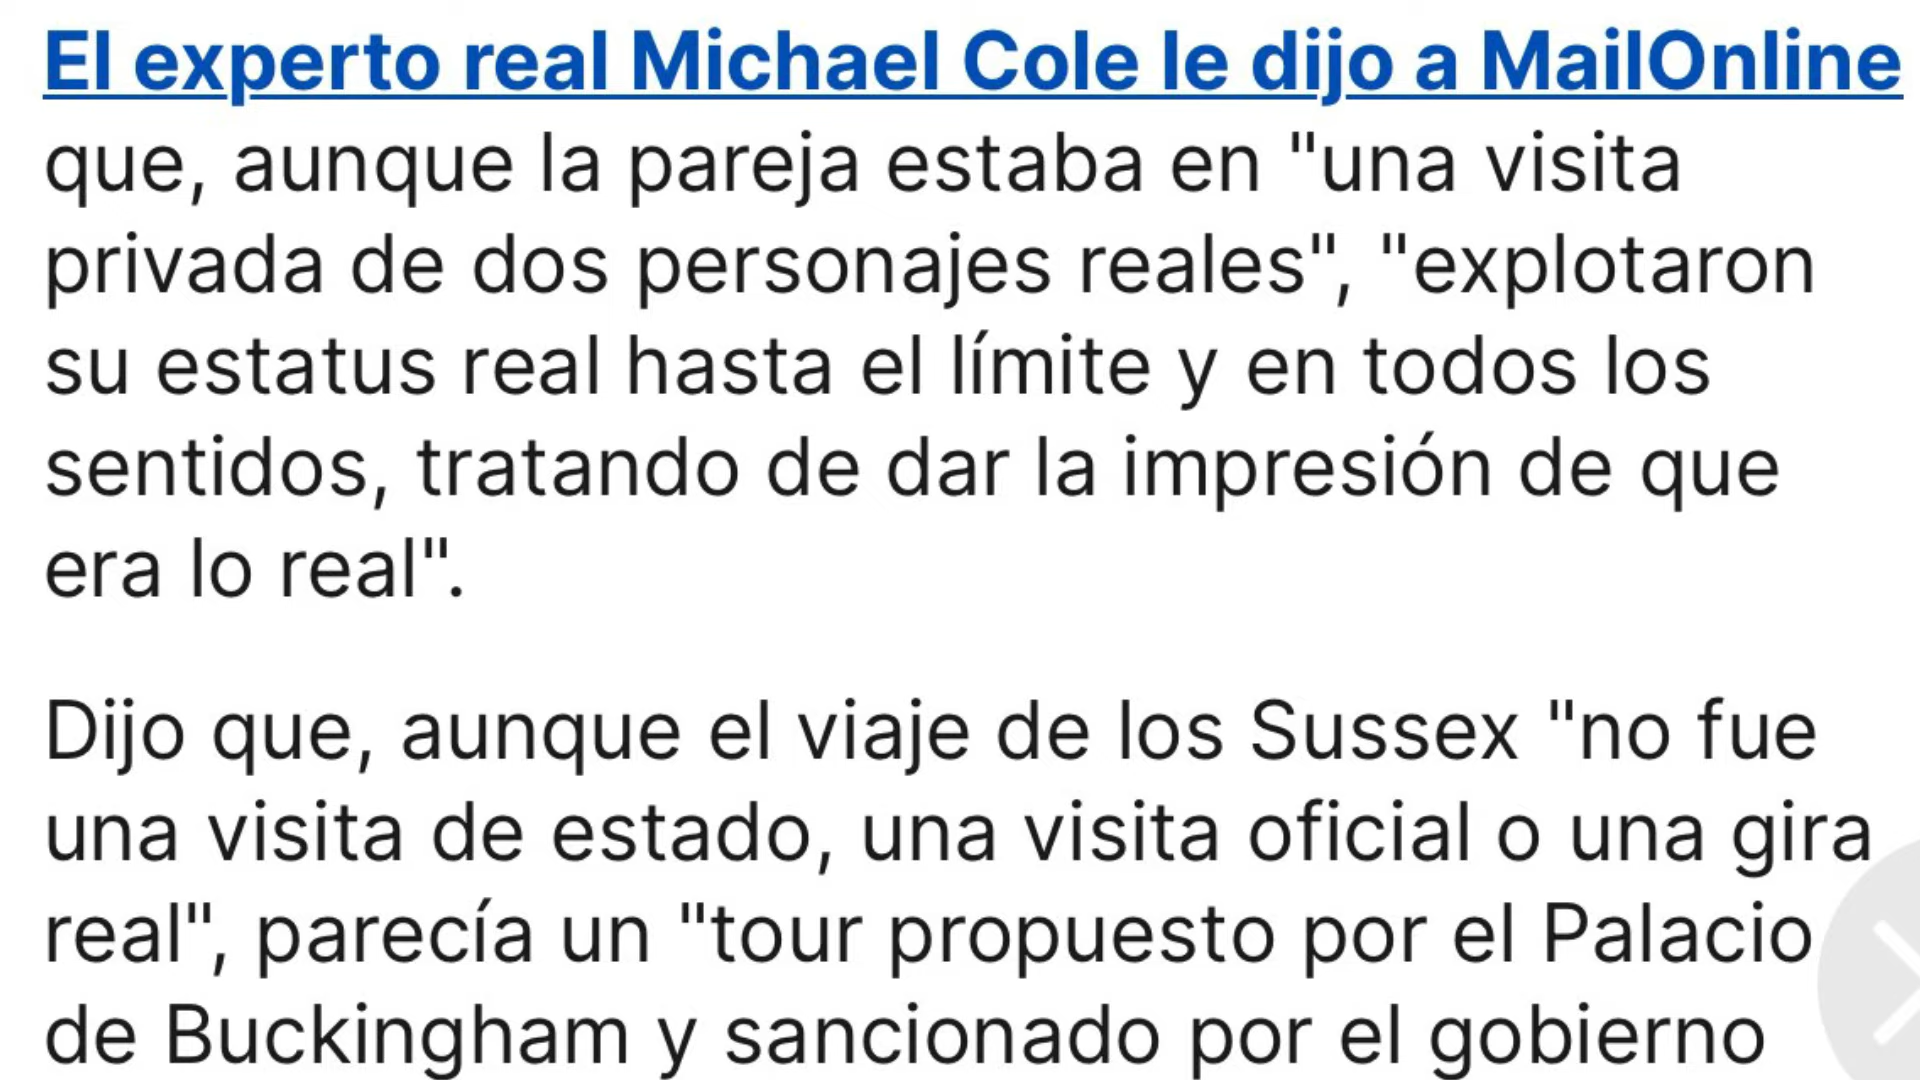 El experto real Michael Cole le dijo a MailOnline
que, aunque la pareja estaba en "una visita
privada de dos personajes reales", "explotaron
su estatus real hasta el límite y en todos los
sentidos, tratando de dar la impresión de que
era lo real".
Dijo que, aunque el viaje de los Sussex "no fue
una visita de estado, una visita oficial o una gira
real", parecía un "tour propuesto por el Palacio
de Buckingham y sancionado por el gobierno